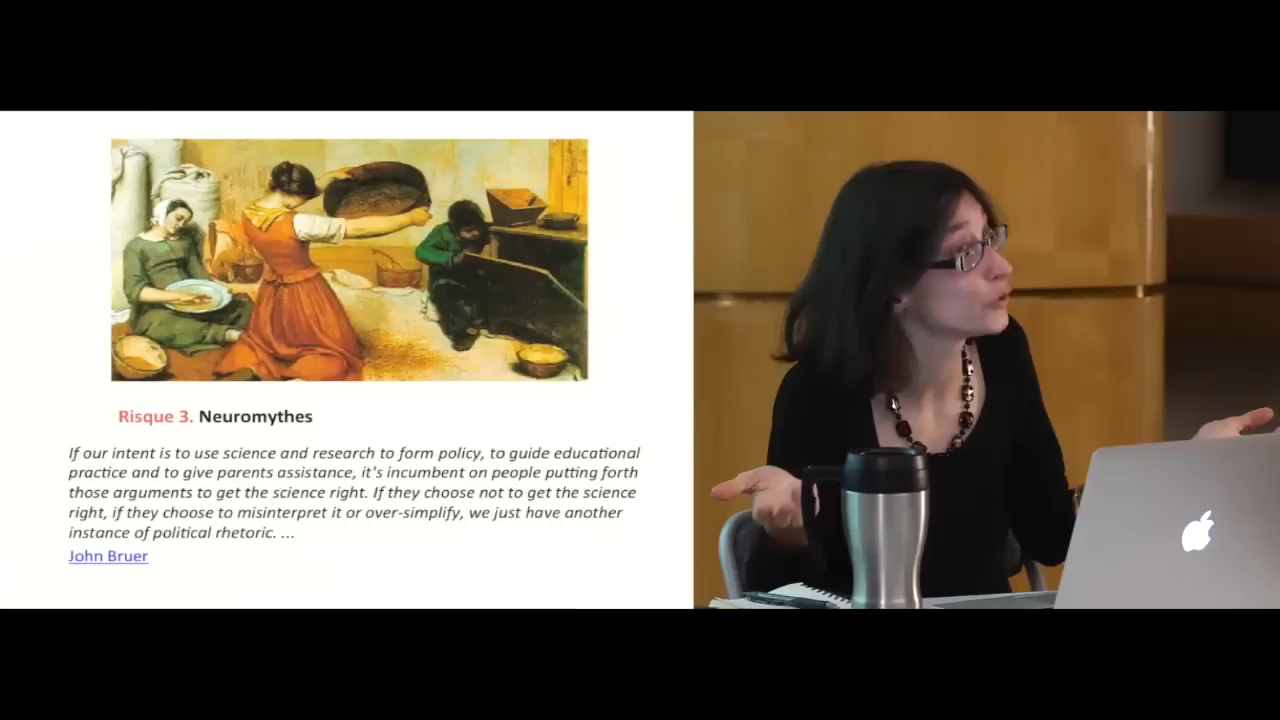 Risque 3. Neuromythes
If our intent is to use science and research to form policy, to guide educational
practice and to give parents assistance, it's incumbent on people putting forth
those arguments to get the science right. If they choose not to get the science
right, if they choose to misinterpret it or over-simplify, we just have another
instance of political rhetoric. ...
John Bruer